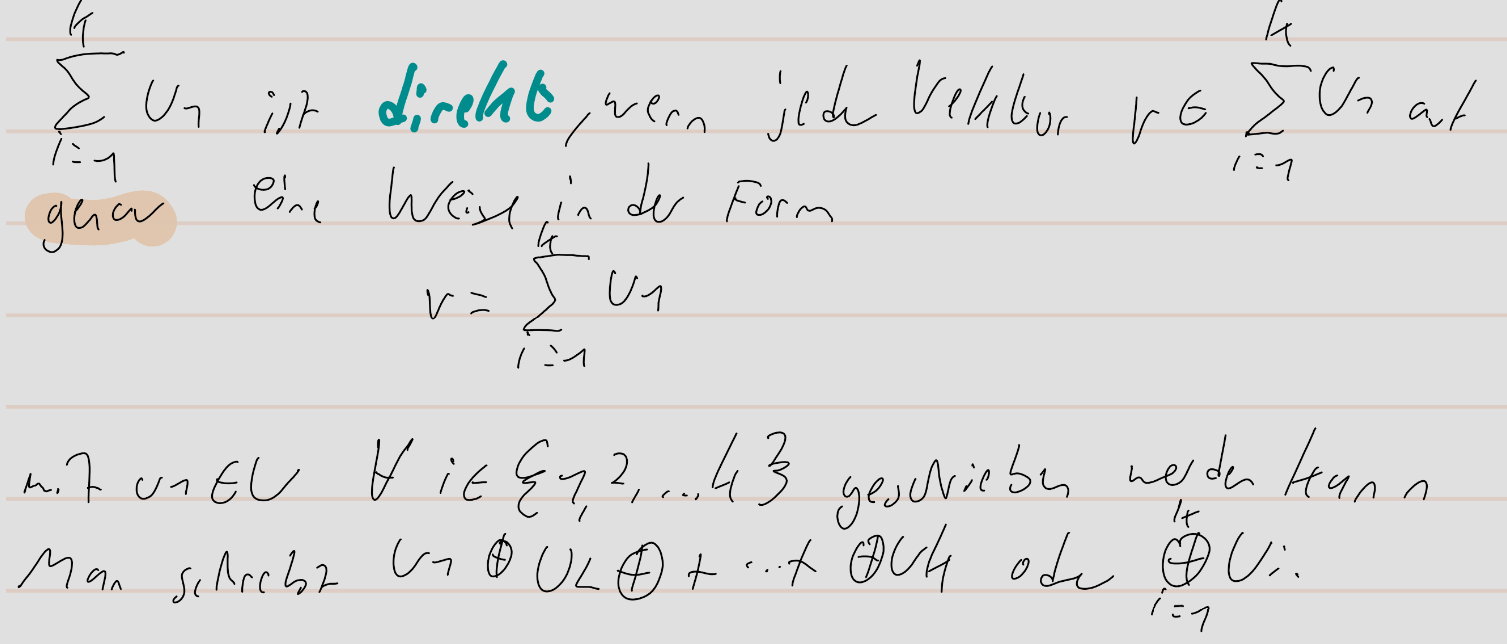 $\sum_{i=1}^{k} U_1$ ist direkt, wenn jede Vektor $v \in \sum_{i=1}^{k} U_1$ auf
genau eine Weise in der Form
$v = \sum_{i=1}^{k} u_1$
mit $u_1 \in U$ $\forall$ $i \in \{1, 2, ... k\}$ geschrieben werden kann
Man schreibt $U_1 \oplus U_2 \oplus + \cdots + \oplus U_k$ oder $\bigoplus_{i=1}^{k} U_i.$